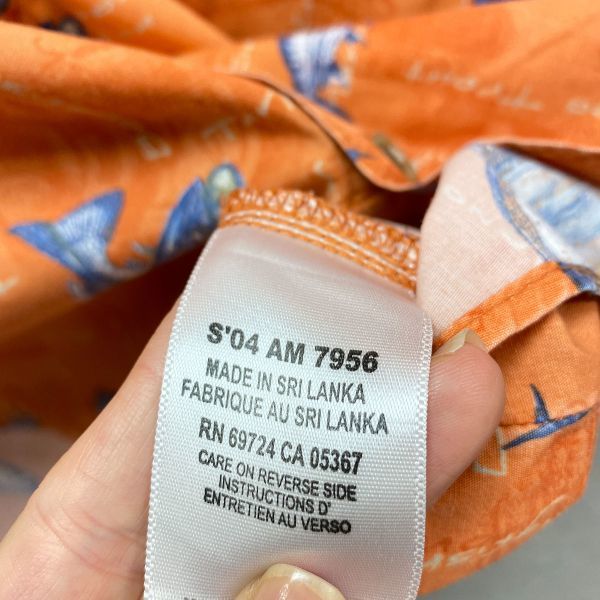 S'04 AM 7956
MADE IN SRI LANKA
FABRIQUE AU SRI LANKA
RN 69724 CA 05367
CARE ON REVERSE SIDE
INSTRUCTIONS D'
ENTRETIEN AU VERSO